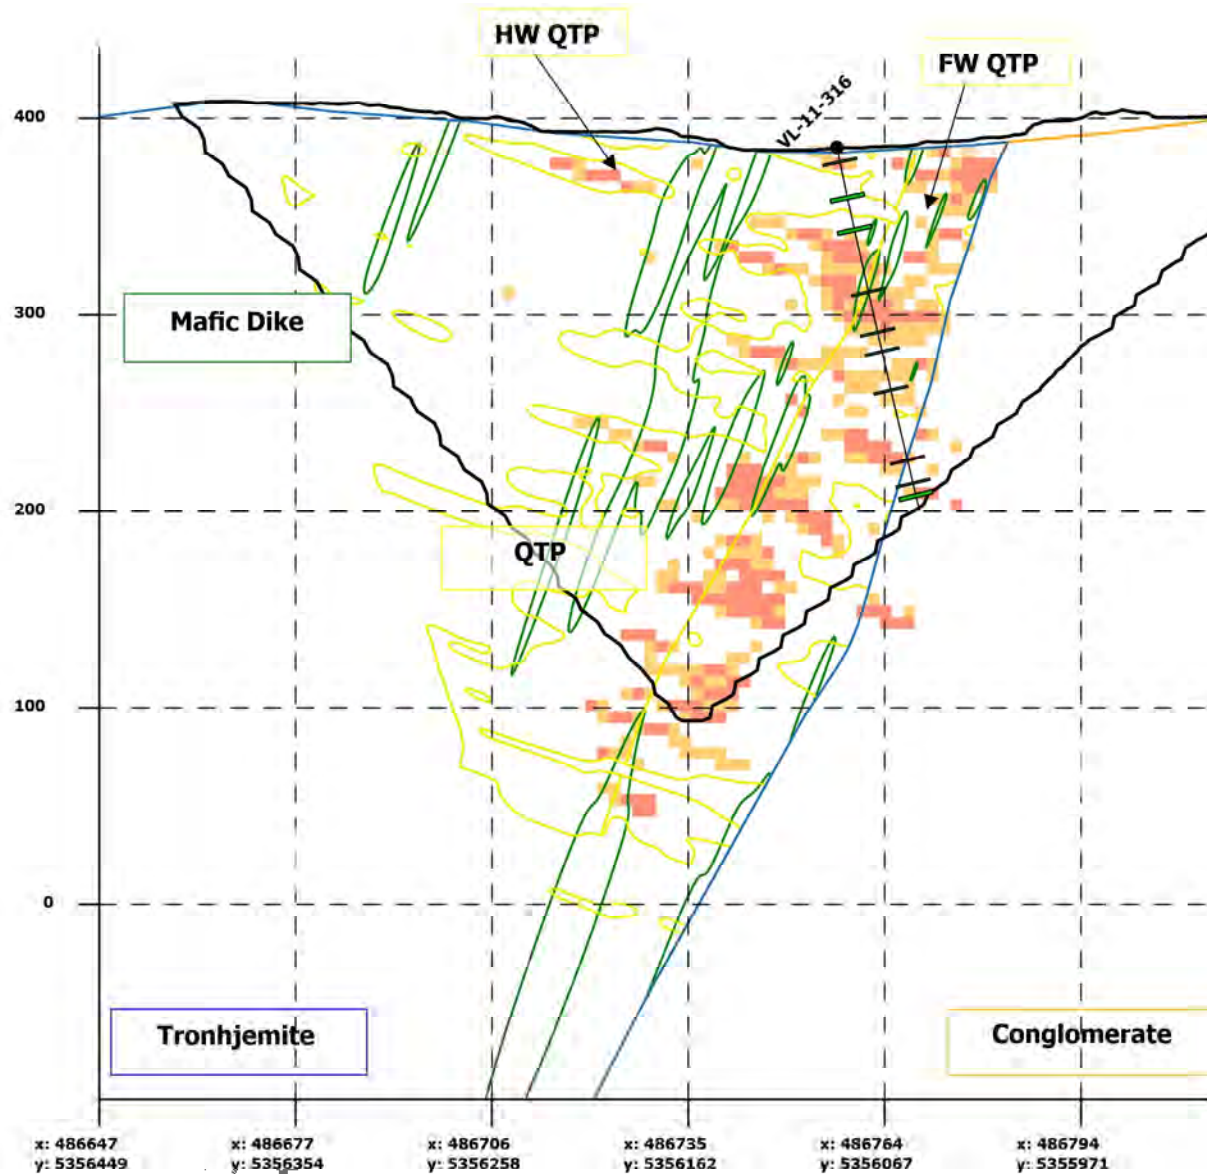 HW QTP
FW QTP
VL-11-316
400
Mafic Dike
300
200
QTP
100
0
Tronhjemite
Conglomerate
x: 486647
y: 5356449
x: 486677
y: 5356354
x: 486706
y: 5356258
x: 486735
y: 5356162
x: 486764
y: 5356067
x: 486794
y: 5355971